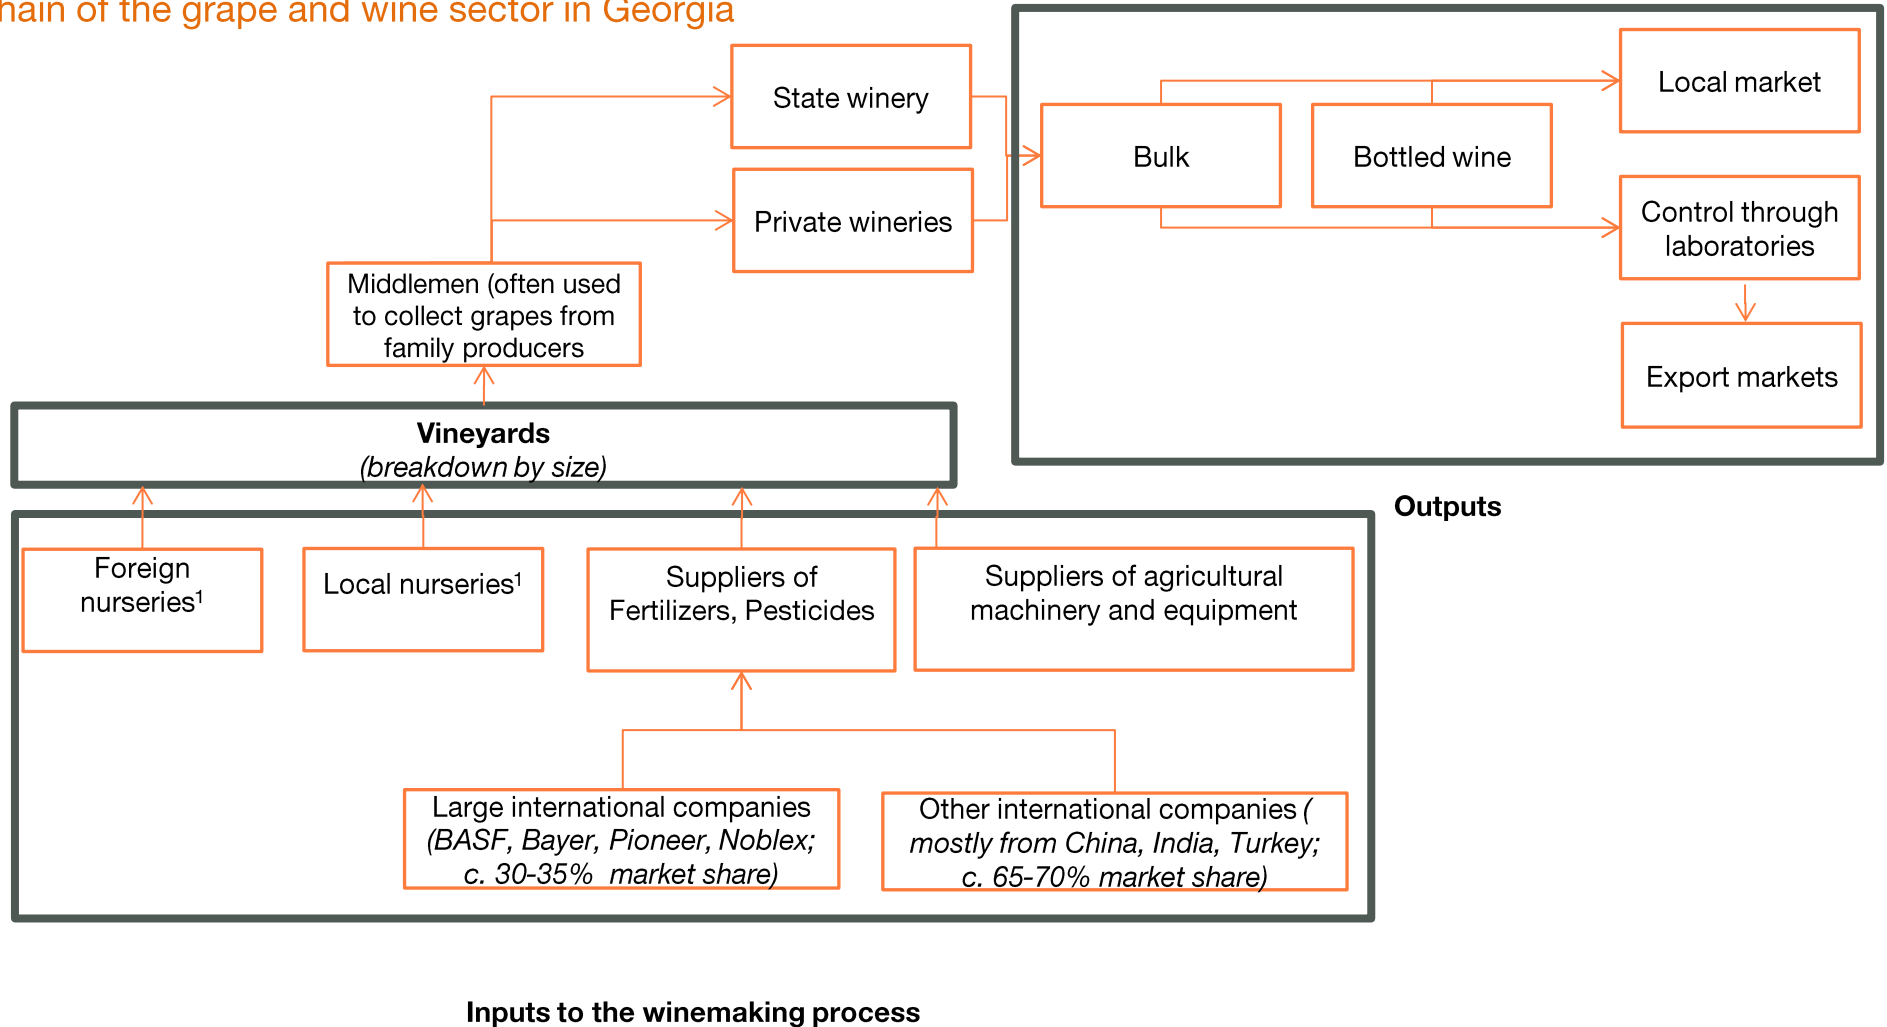 hain of the grape and wine sector in Georgia
State winery
Private wineries
Middlemen (often used
to collect grapes from
family producers
Bulk
Bottled wine
Local market
Control through
laboratories
Export markets
Outputs
Vineyards
(breakdown by size)
Foreign
nurseries¹
Local nurseries¹
Suppliers of
Fertilizers, Pesticides
Suppliers of agricultural
machinery and equipment
Large international companies
(BASF, Bayer, Pioneer, Noblex;
c. 30-35%  market share)
Other international companies (
mostly from China, India, Turkey;
c. 65-70% market share)
Inputs to the winemaking process